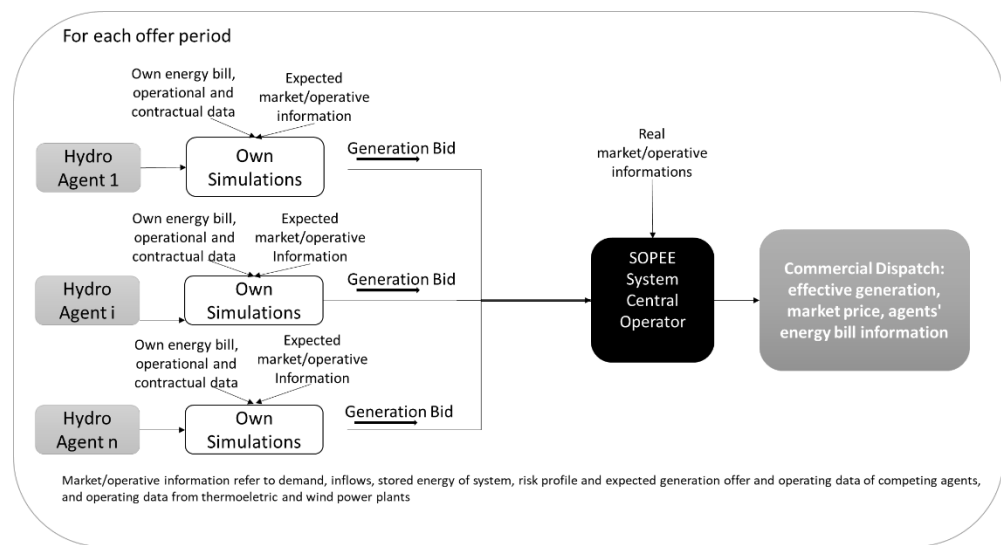 For each offer period
Own energy bill,
operational and
contractual data
Expected
market/operative
information
Hydro
Agent 1
Own
Simulations
Generation Bid
Real
market/operative
informations
Own energy bill,
operational and
contractual data
Expected
market/operative
Information
Hydro
Agent i
Own
Simulations
Generation Bid
SOPEE
System
Central
Operator
Commercial Dispatch:
effective generation,
market price, agents'
energy bill information
Own energy bill,
operational and
contractual data
Expected
market/operative
Information
Hydro
Agent n
Own
Simulations
Generation Bid
Market/operative information refer to demand, inflows, stored energy of system, risk profile and expected generation offer and operating data of competing agents,
and operating data from thermoeletric and wind power plants